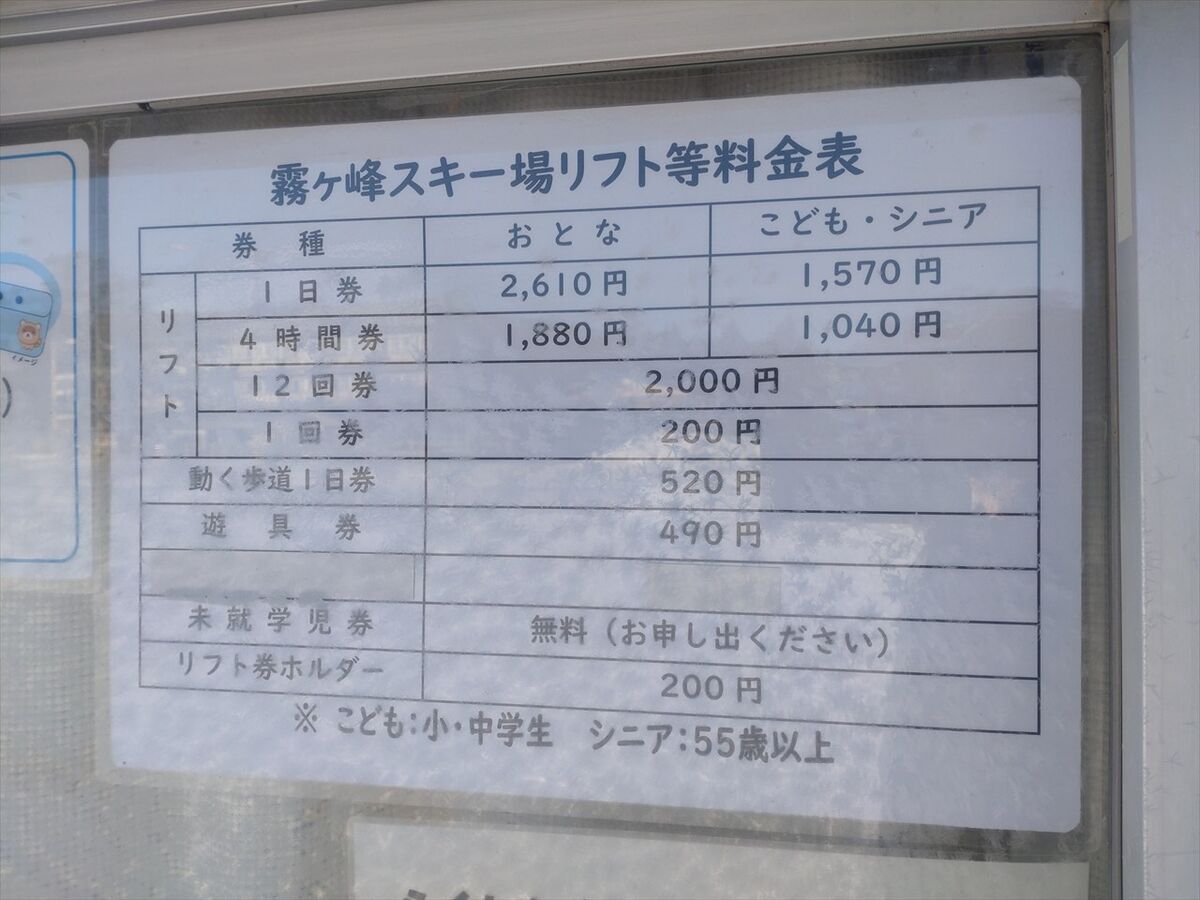 霧ヶ峰スキー場リフト等料金表
券種 おとな こども・シニア
リフト
1日券 2,610円 1,570円
4時間券 1,880円 1,040円
12回券 2,000円
1回券 200円
動く歩道1日券 520円
遊具券 490円
未就学児券 無料（お申し出ください）
リフト券ホルダー 200円
※ こども：小・中学生 シニア：55歳以上
イメージ
)